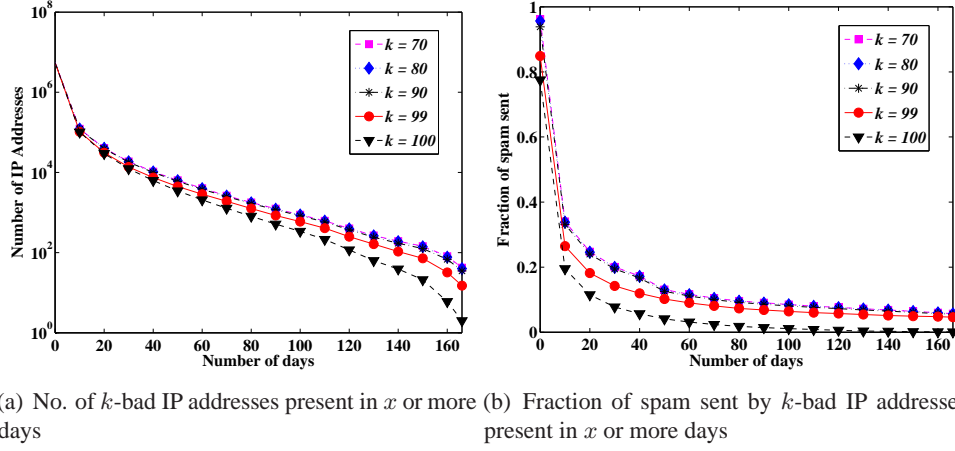 10^8
10^6
10^4
10^2
10^0
Number of IP Addresses
0 20 40 60 80 100 120 140 160
Number of days
k = 70
k = 80
k = 90
k = 99
k = 100
1
0.8
0.6
0.4
0.2
0
Fraction of spam sent
0 20 40 60 80 100 120 140 160
Number of days
k = 70
k = 80
k = 90
k = 99
k = 100
(a) No. of k-bad IP addresses present in x or more
days
(b) Fraction of spam sent by k-bad IP addresse
present in x or more days